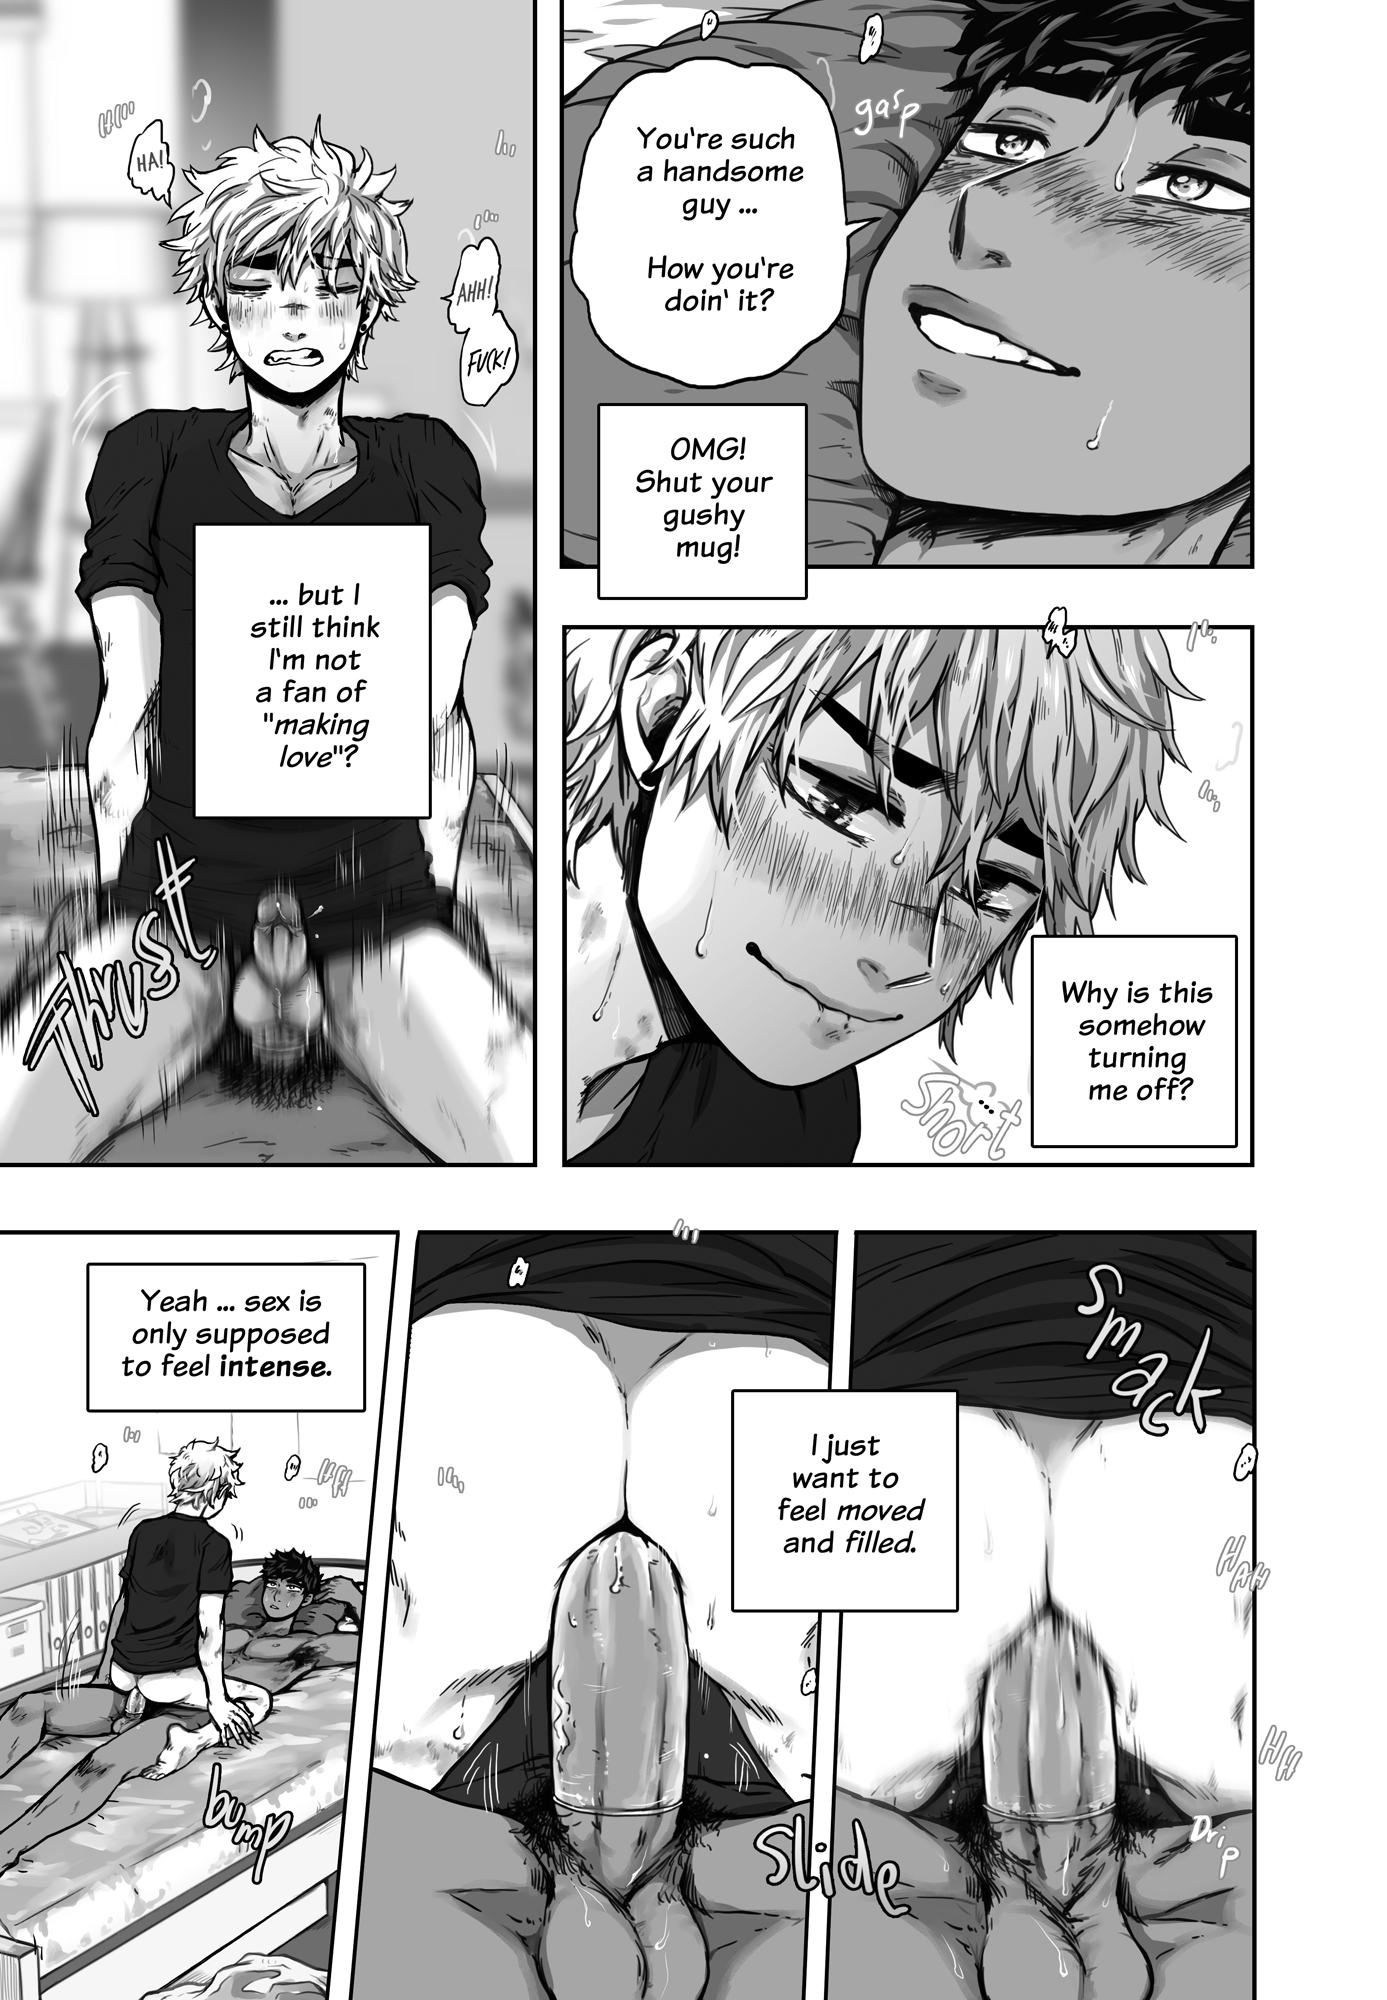 HA!
AHH!
FUCK!
... but I
still think
I'm not
a fan of
"making
love"?
Thrust
gasp
You're such
a handsome
guy ...
How you're
doin' it?
OMG!
Shut your
gushy
mug!
Why is this
somehow
turning
me off?
Short
...
Yeah ... sex is
only supposed
to feel intense.
bump
I just
want to
feel moved
and filled.
Slide
Smack
HAH
HH
Drip